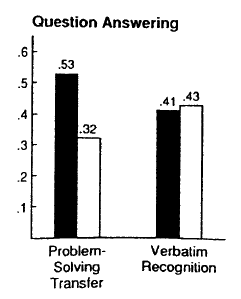 Question Answering
.6
.53
.5
.41
.43
.4
.32
.3
.2
.1
Problem-
Solving
Transfer
Verbatim
Recognition